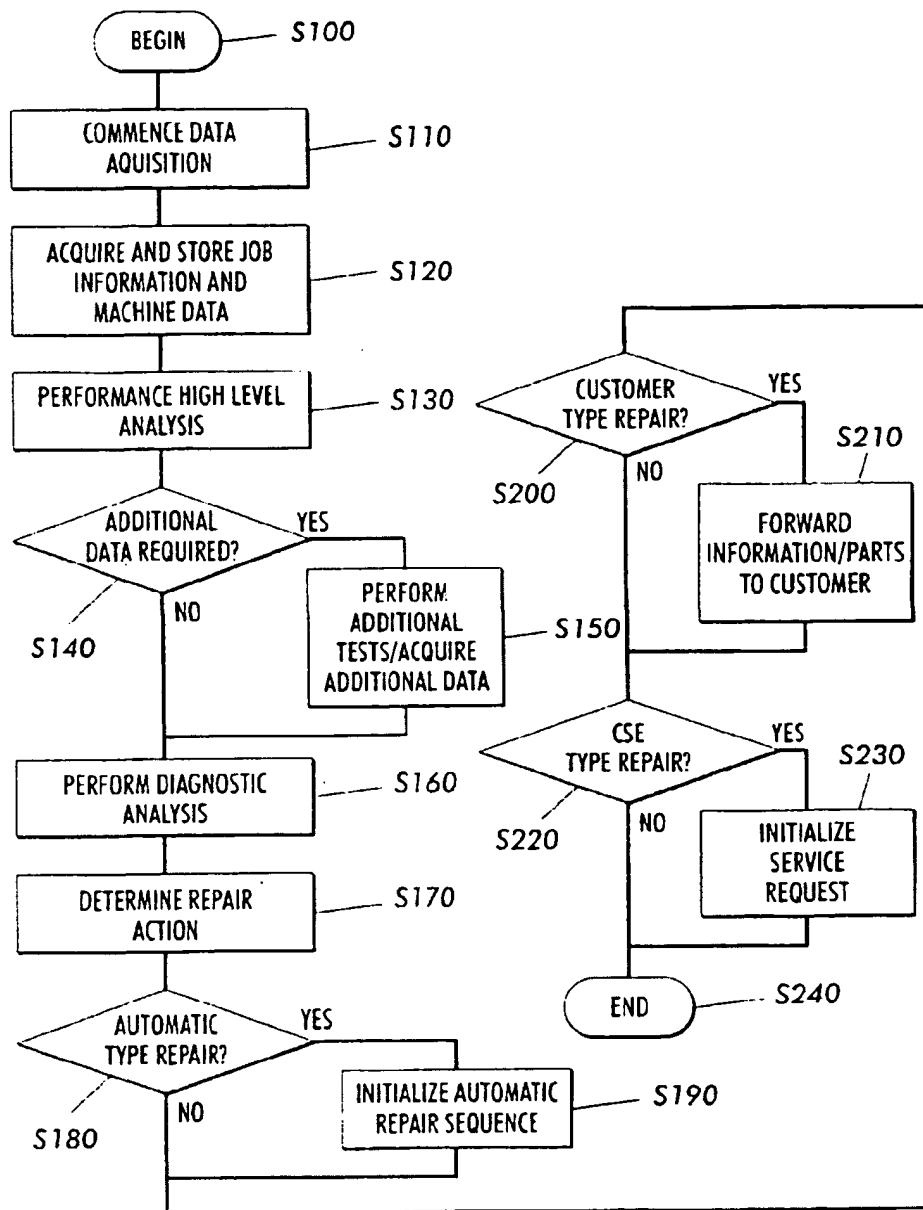 BEGIN
S100
COMMENCE DATA
AQUISITION
S110
ACQUIRE AND STORE JOB
INFORMATION AND
MACHINE DATA
S120
PERFORMANCE HIGH LEVEL
ANALYSIS
S130
ADDITIONAL
DATA REQUIRED?
YES
NO
S140
PERFORM
ADDITIONAL
TESTS/ACQUIRE
ADDITIONAL DATA
S150
PERFORM DIAGNOSTIC
ANALYSIS
S160
DETERMINE REPAIR
ACTION
S170
AUTOMATIC
TYPE REPAIR?
YES
NO
S180
INITIALIZE AUTOMATIC
REPAIR SEQUENCE
S190
CUSTOMER
TYPE REPAIR?
YES
NO
S200
S210
FORWARD
INFORMATION/PARTS
TO CUSTOMER
CSE
TYPE REPAIR?
YES
NO
S220
S230
INITIALIZE
SERVICE
REQUEST
END
S240